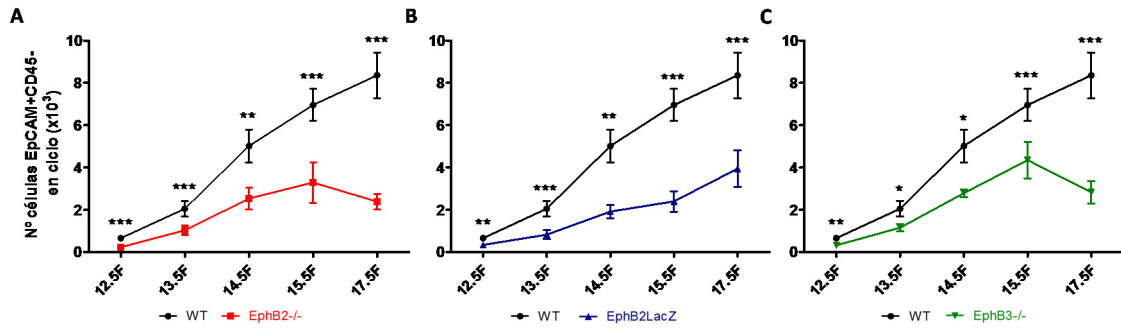 A
B
C
Nº células EpCAM+CD45-
en ciclo (x10³)
10
8
6
4
2
0
***
***
**
***
***
12.5F
13.5F
14.5F
15.5F
17.5F
WT
EphB2-/-
10
8
6
4
2
0
**
***
**
***
***
12.5F
13.5F
14.5F
15.5F
17.5F
WT
EphB2LacZ
10
8
6
4
2
0
**
*
*
***
***
12.5F
13.5F
14.5F
15.5F
17.5F
WT
EphB3-/-